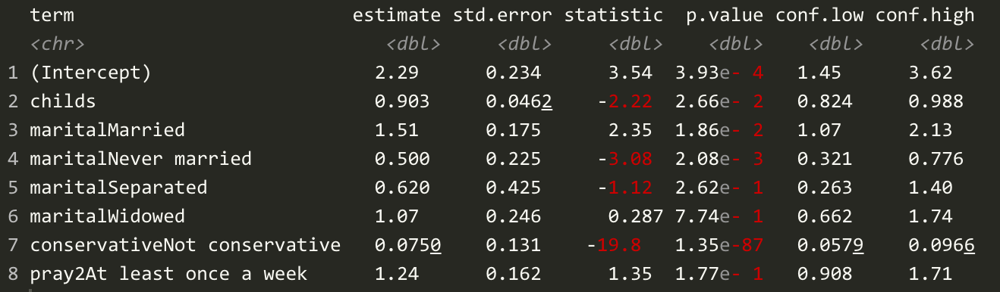 term estimate std.error statistic p.value conf.low conf.high
<chr> <dbl> <dbl> <dbl> <dbl> <dbl> <dbl>
1 (Intercept) 2.29 0.234 3.54 3.93e- 4 1.45 3.62
2 childs 0.903 0.0462 -2.22 2.66e- 2 0.824 0.988
3 maritalMarried 1.51 0.175 2.35 1.86e- 2 1.07 2.13
4 maritalNever married 0.500 0.225 -3.08 2.08e- 3 0.321 0.776
5 maritalSeparated 0.620 0.425 -1.12 2.62e- 1 0.263 1.40
6 maritalWidowed 1.07 0.246 0.287 7.74e- 1 0.662 1.74
7 conservativeNot conservative 0.0750 0.131 -19.8 1.35e-87 0.0579 0.0966
8 pray2At least once a week 1.24 0.162 1.35 1.77e- 1 0.908 1.71